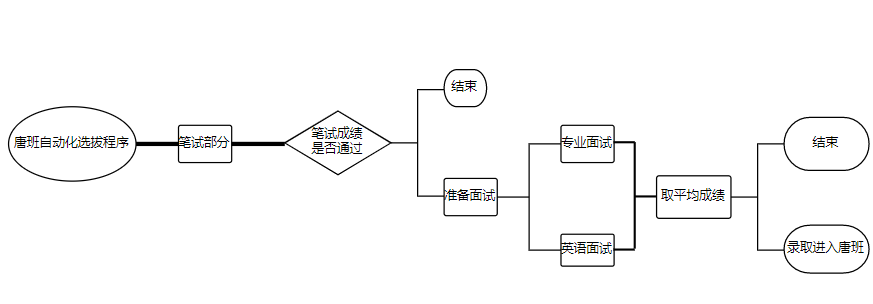 唐班自动化选拔程序
笔试部分
笔试成绩
是否通过
结束
准备面试
专业面试
英语面试
取平均成绩
结束
录取进入唐班